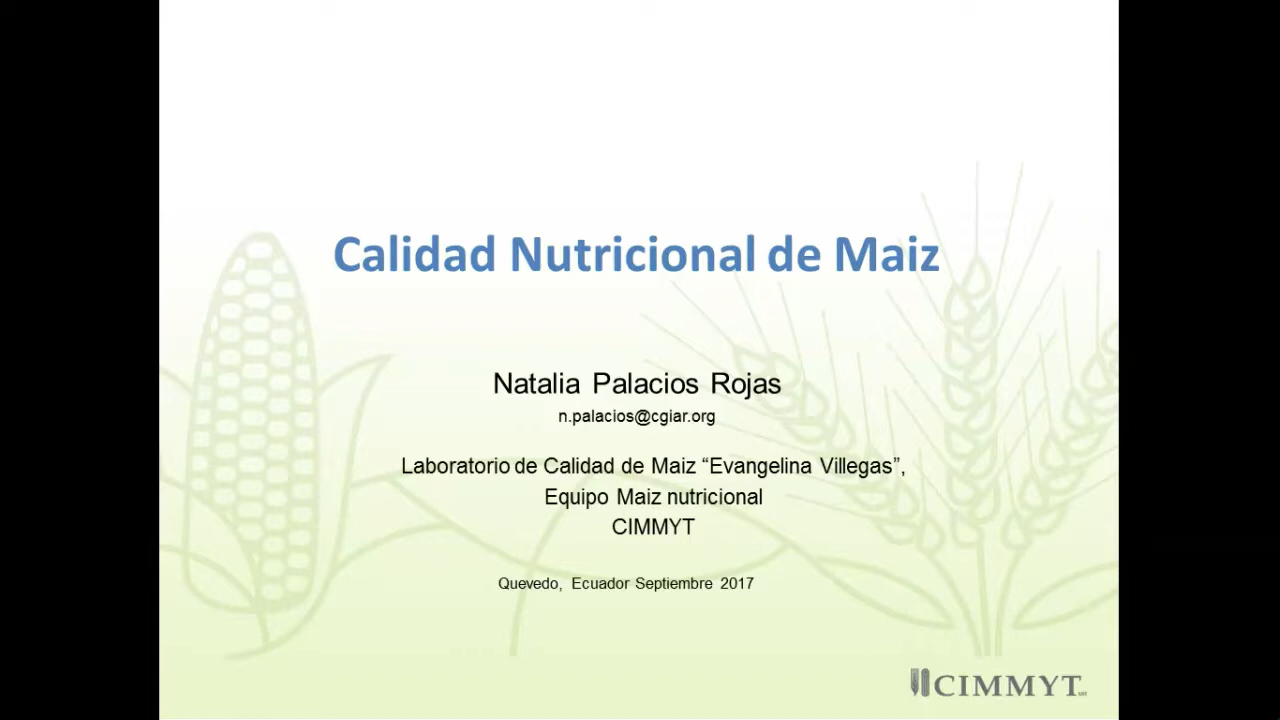 Calidad Nutricional de Maiz
Natalia Palacios Rojas
n.palacios@cgiar.org
Laboratorio de Calidad de Maiz “Evangelina Villegas”,
Equipo Maiz nutricional
CIMMYT
Quevedo, Ecuador Septiembre 2017
CIMMYT